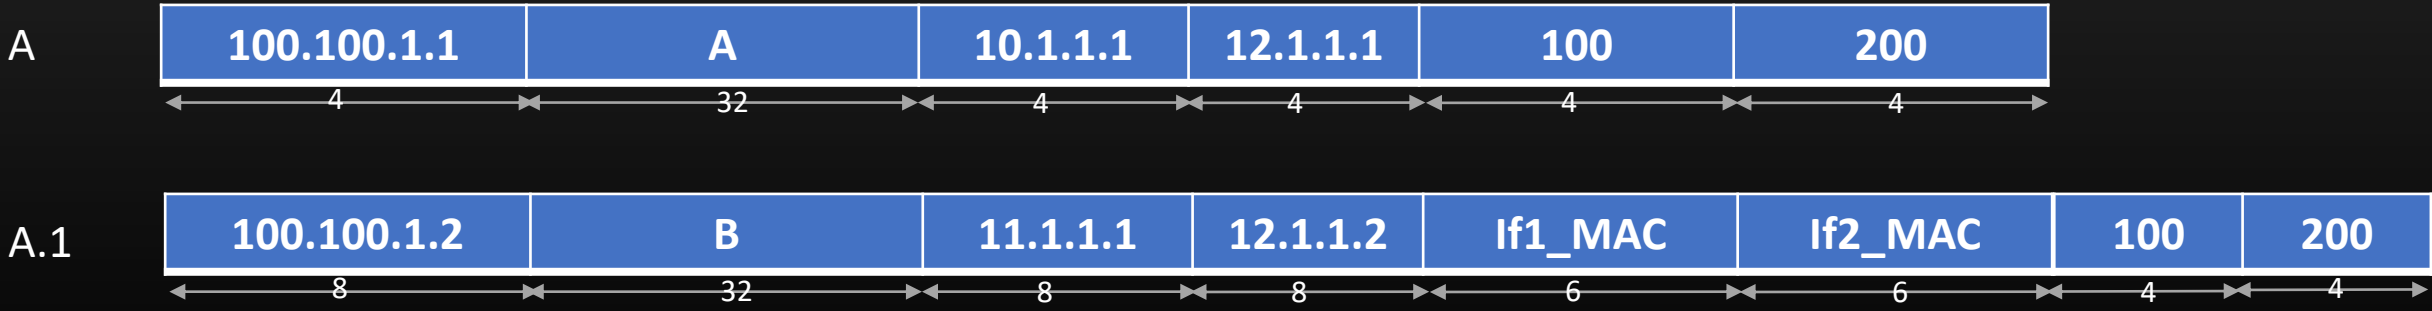 A 100.100.1.1 A 10.1.1.1 12.1.1.1 100 200
4 32 4 4 4 4
A.1 100.100.1.2 B 11.1.1.1 12.1.1.2 If1_MAC If2_MAC 100 200
8 32 8 8 6 6 4 4